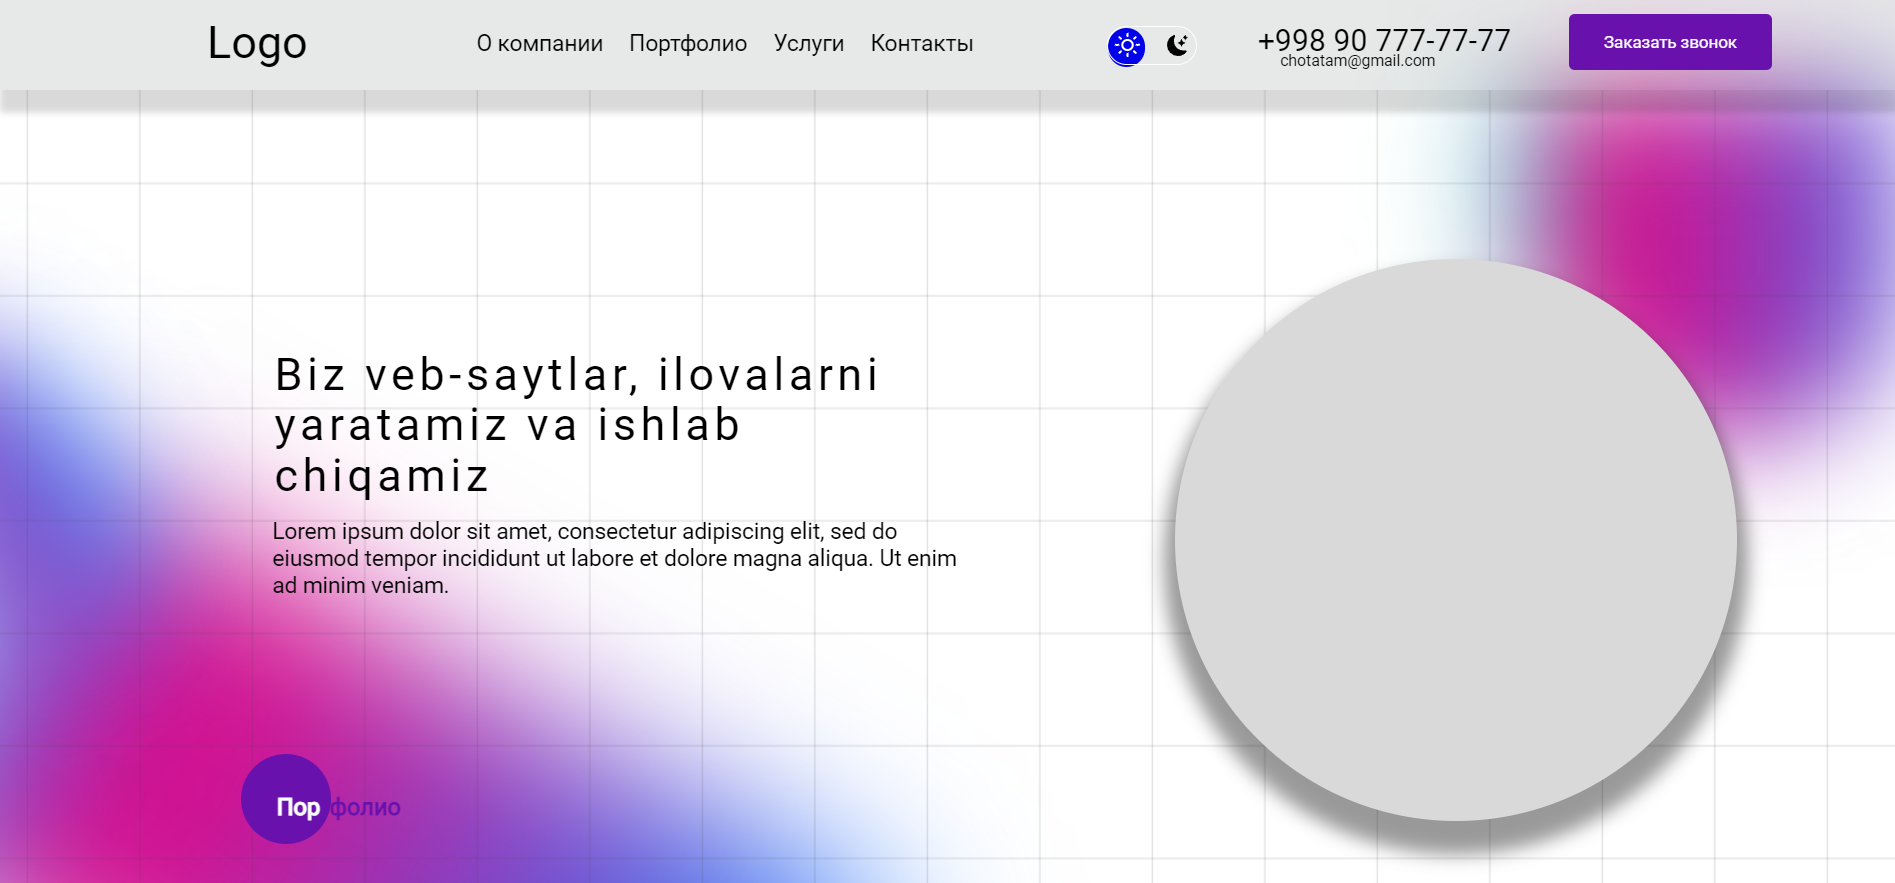 Logo
О компании Портфолио Услуги Контакты
+998 90 777-77-77
chotatam@gmail.com
Заказать звонок
Biz veb-saytlar, ilovalarni
yaratamiz va ishlab
chiqamiz
Lorem ipsum dolor sit amet, consectetur adipiscing elit, sed do
eiusmod tempor incididunt ut labore et dolore magna aliqua. Ut enim
ad minim veniam.
Пор фолио